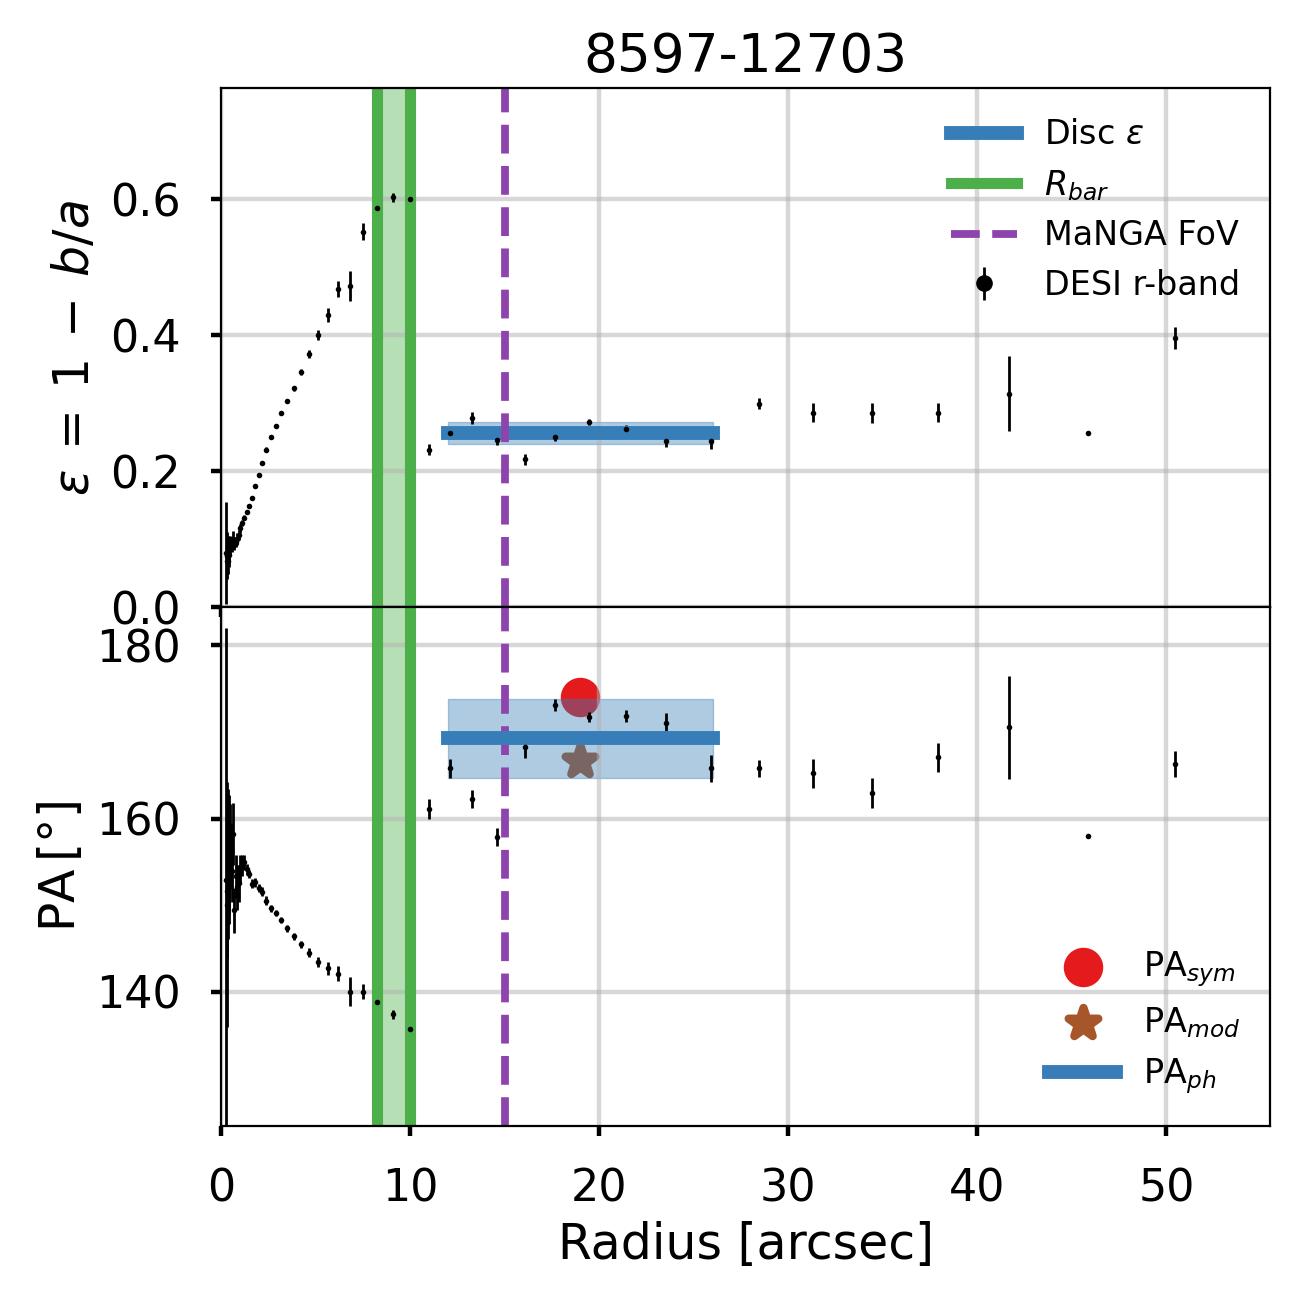 8597-12703
Disc ε
R_bar
MaNGA FoV
DESI r-band
ε = 1 − b/a
0.6
0.4
0.2
0.0
180
160
140
PA [°]
PA_sym
PA_mod
PA_ph
0 10 20 30 40 50
Radius [arcsec]